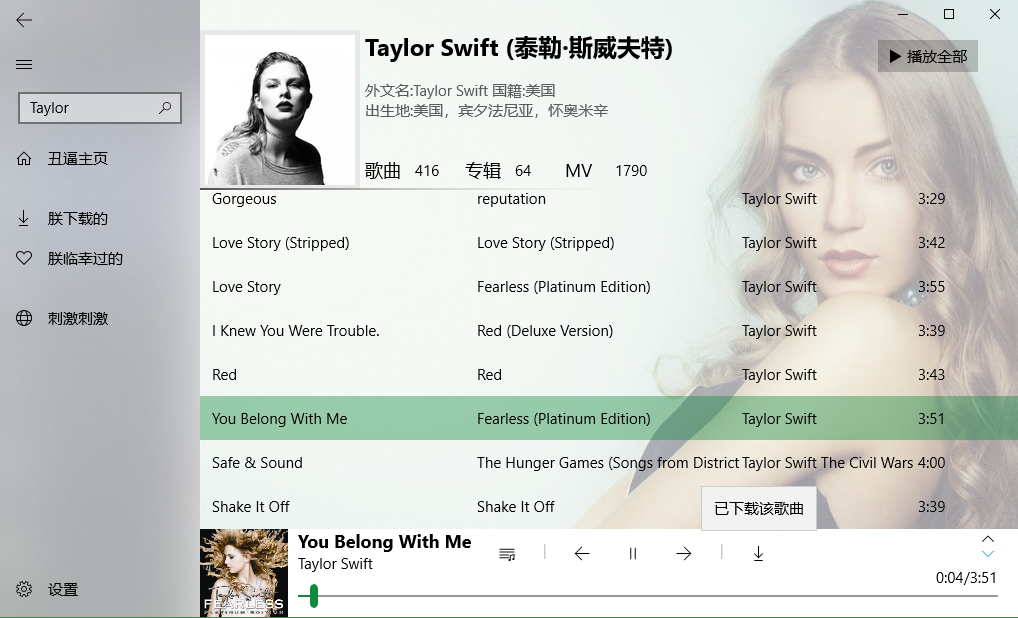 Taylor
丑逼主页
朕下载的
朕临幸过的
刺激刺激
设置
Taylor Swift (泰勒·斯威夫特)
播放全部
外文名:Taylor Swift 国籍:美国
出生地:美国，宾夕法尼亚，怀奥米辛
歌曲 416 专辑 64 MV 1790
Gorgeous reputation Taylor Swift 3:29
Love Story (Stripped) Love Story (Stripped) Taylor Swift 3:42
Love Story Fearless (Platinum Edition) Taylor Swift 3:55
I Knew You Were Trouble. Red (Deluxe Version) Taylor Swift 3:39
Red Red Taylor Swift 3:43
You Belong With Me Fearless (Platinum Edition) Taylor Swift 3:51
Safe & Sound The Hunger Games (Songs from District Taylor Swift The Civil Wars 4:00
Shake It Off Shake It Off 3:39
已下载该歌曲
You Belong With Me
Taylor Swift
0:04/3:51
FEARLESS
PLATINUM EDITION